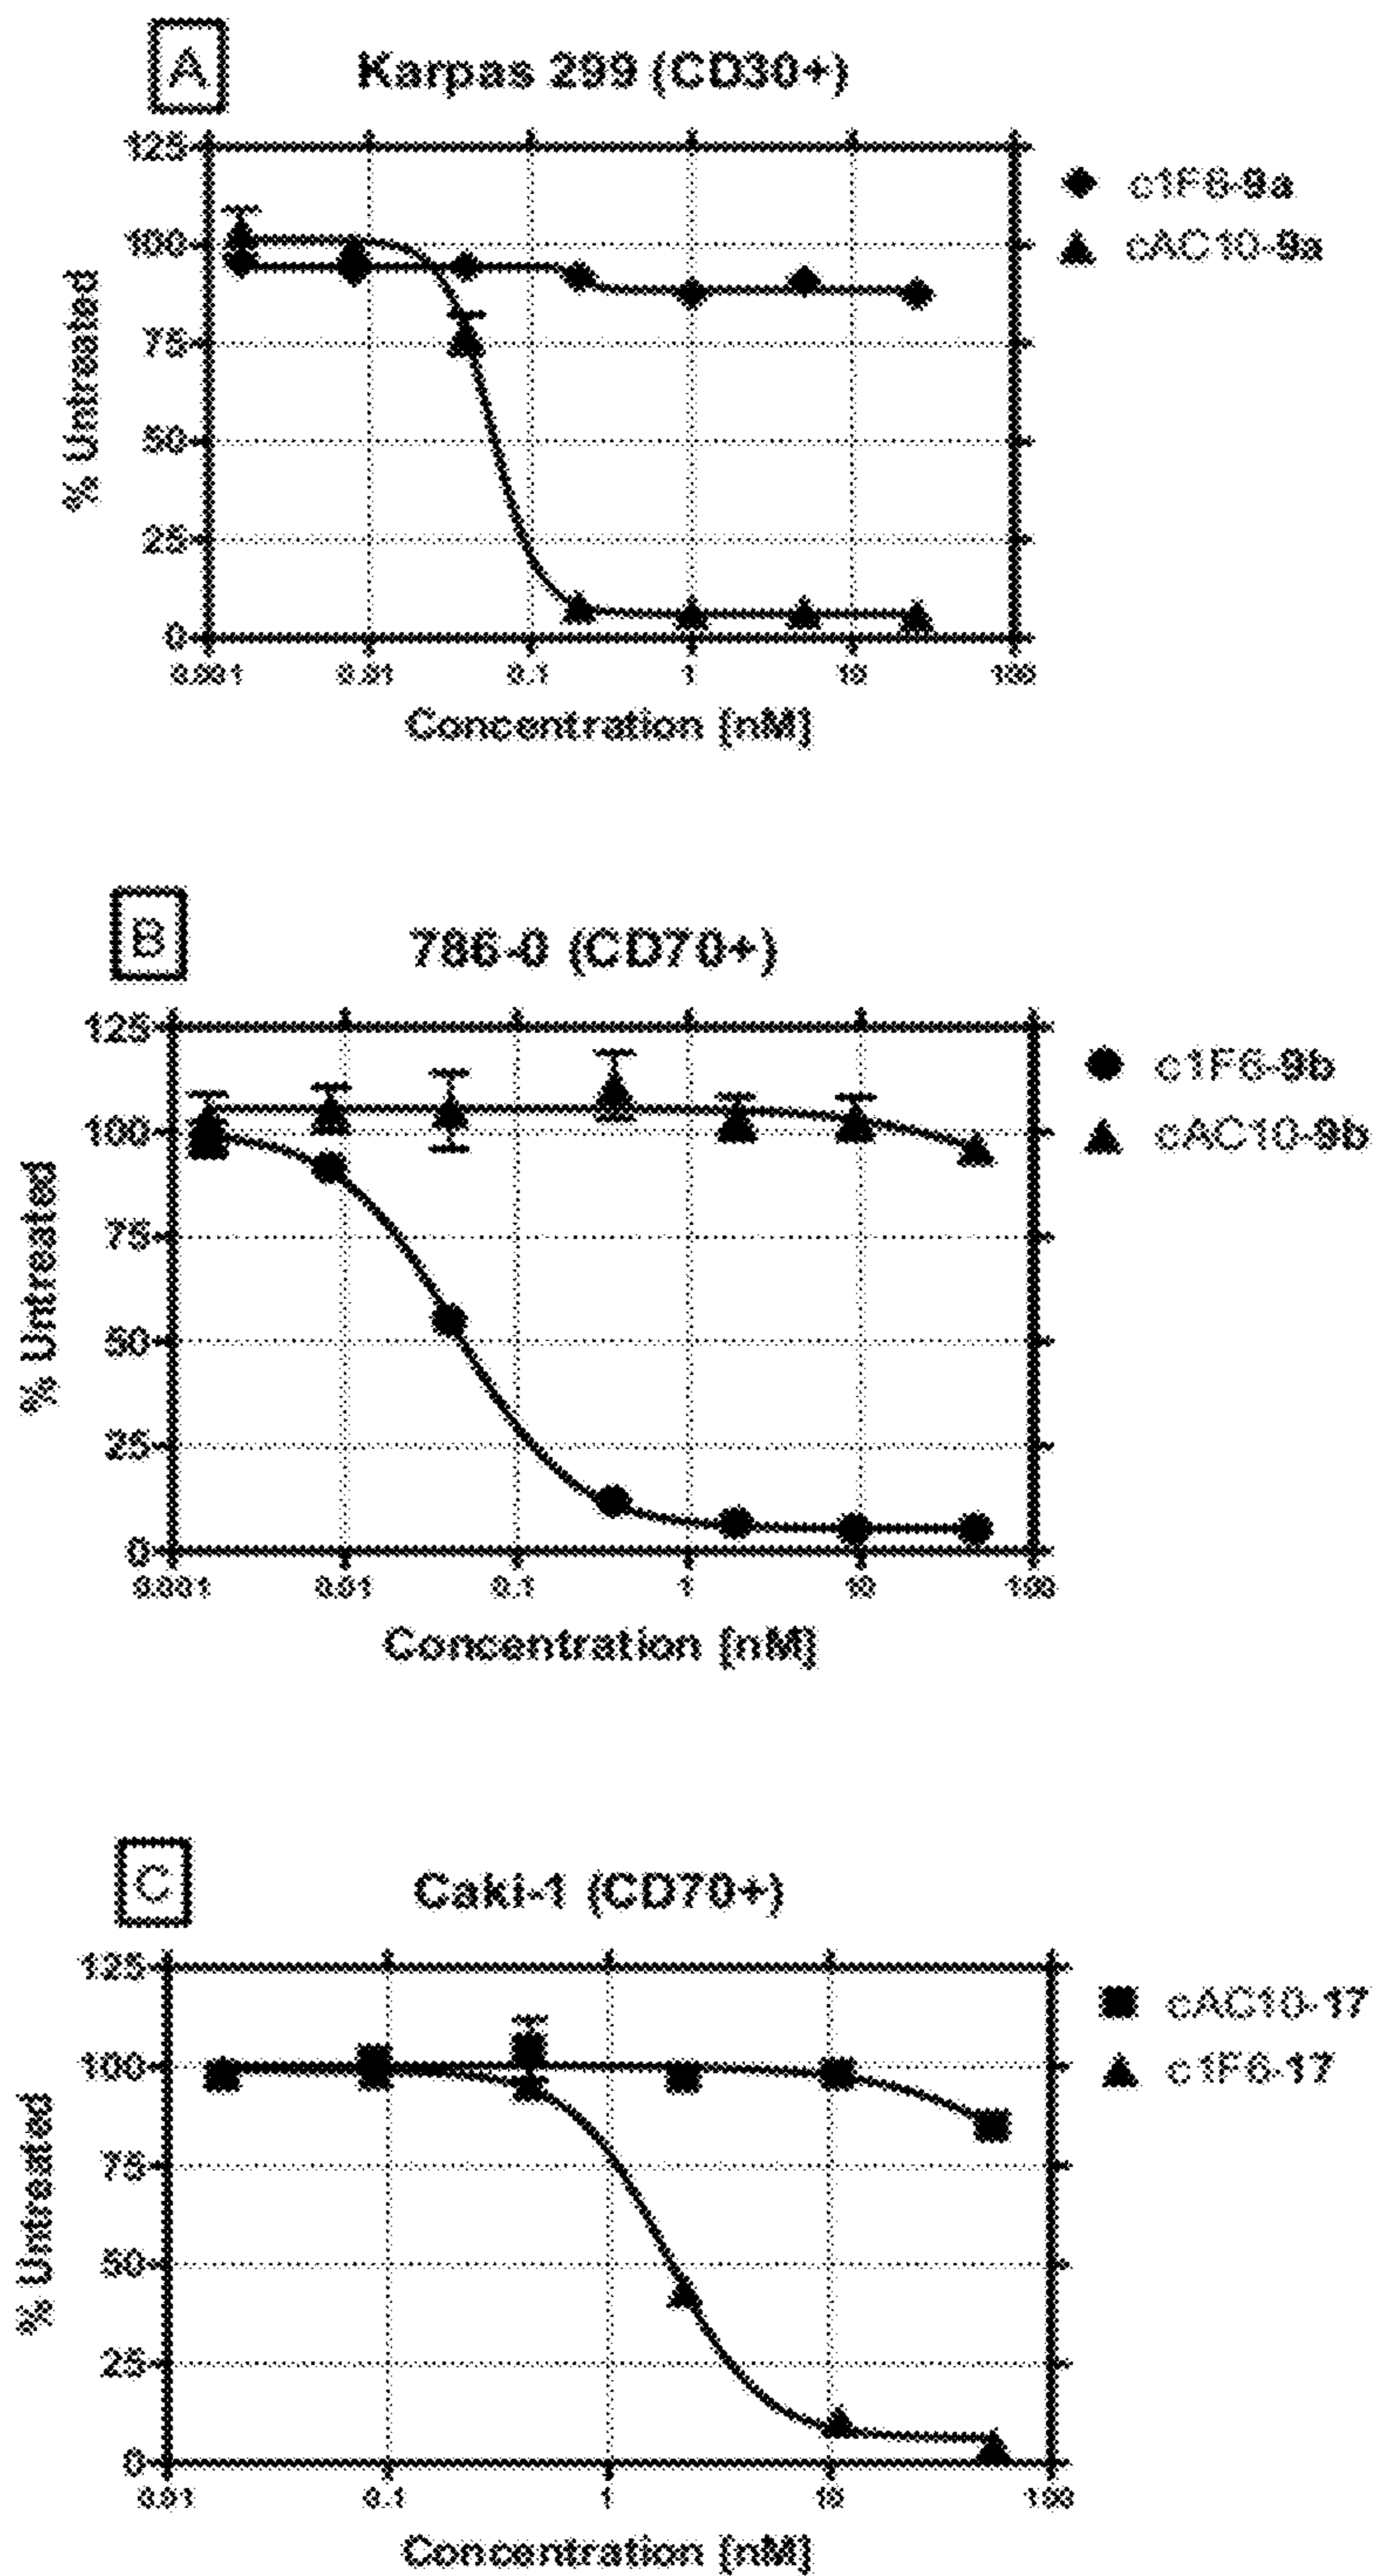 A
Karpas 299 (CD30+)
125
100
75
50
25
0
0.001 0.01 0.1 1 10 100
% Untreated
Concentration [nM]
c1F6-9a
cAC10-9a
B
786-0 (CD70+)
125
100
75
50
25
0
0.001 0.01 0.1 1 10 100
% Untreated
Concentration [nM]
c1F6-9b
cAC10-9b
C
Caki-1 (CD70+)
125
100
75
50
25
0
0.01 0.1 1 10 100
% Untreated
Concentration [nM]
cAC10-17
c1F6-17